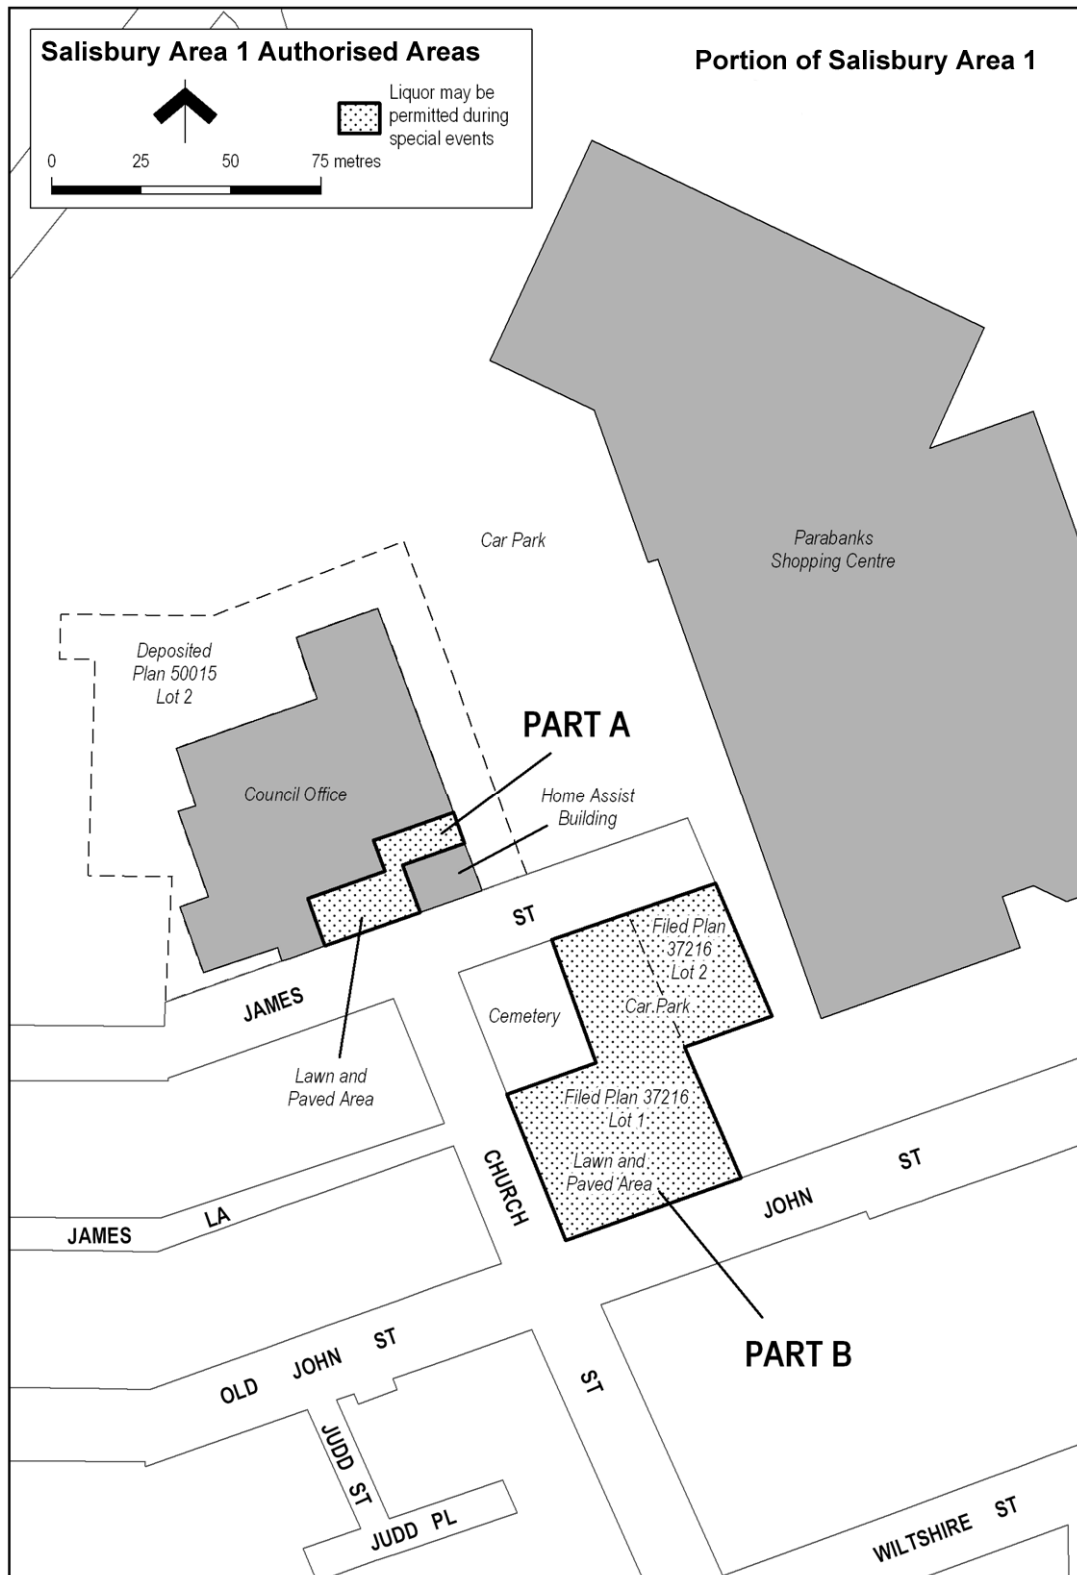 Salisbury Area 1 Authorised Areas
Portion of Salisbury Area 1
Liquor may be
permitted during
special events
0 25 50 75 metres
Car Park
Parabanks
Shopping Centre
Deposited
Plan 50015
Lot 2
PART A
Council Office
Home Assist
Building
ST
JAMES
Filed Plan
37216
Lot 2
Car Park
Cemetery
Lawn and
Paved Area
Filed Plan 37216
Lot 1
Lawn and
Paved Area
CHURCH
ST
JOHN
JAMES
LA
PART B
OLD JOHN ST
ST
JUDD ST
JUDD PL
WILTSHIRE ST